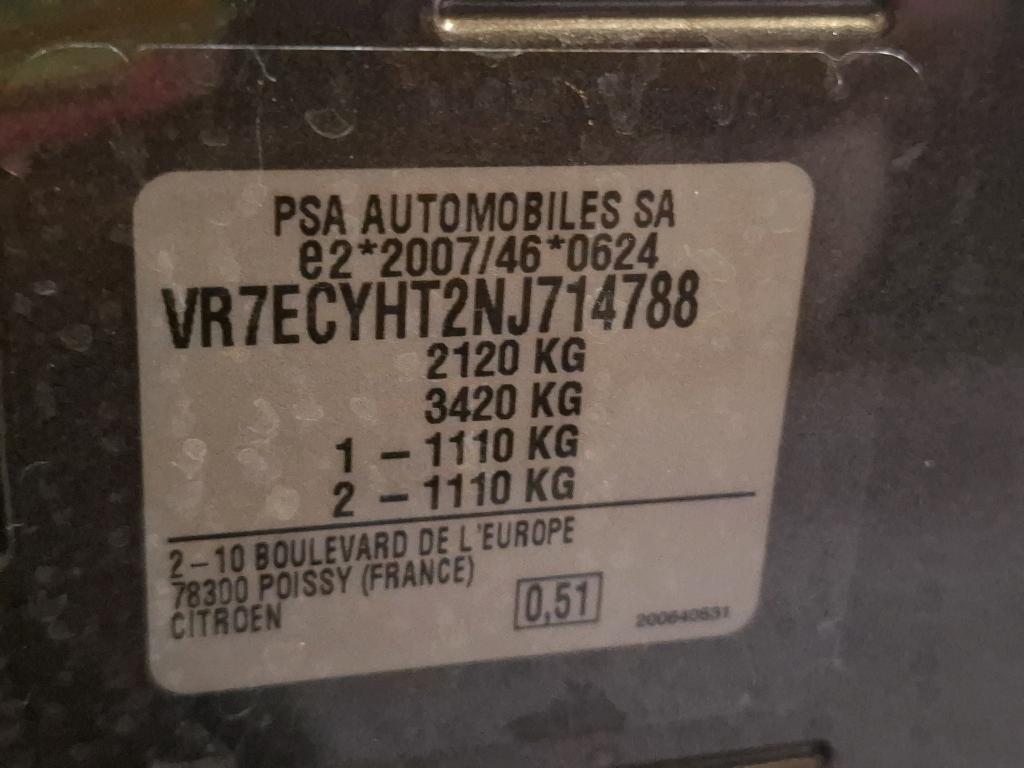 PSA AUTOMOBILES SA
e2*2007/46*0624
VR7ECYHT2NJ714788
2120 KG
3420 KG
1 – 1110 KG
2 – 1110 KG
2–10 BOULEVARD DE L'EUROPE
78300 POISSY (FRANCE)
CITROEN
0,51
200640831